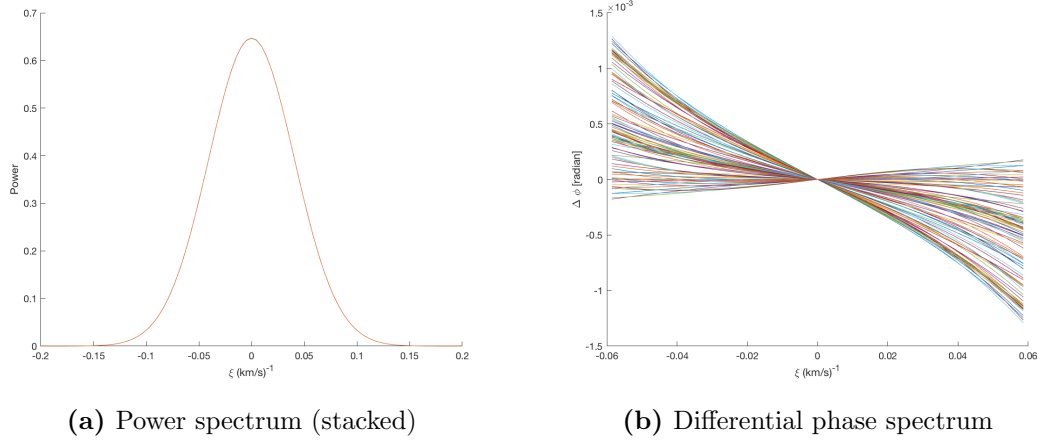 0.7
0.6
0.5
0.4
0.3
0.2
0.1
0
Power
-0.2 -0.15 -0.1 -0.05 0 0.05 0.1 0.15 0.2
ξ (km/s)⁻¹
(a) Power spectrum (stacked)
×10⁻³
1.5
1
0.5
0
-0.5
-1
-1.5
Δ ϕ [radian]
-0.06 -0.04 -0.02 0 0.02 0.04 0.06
ξ (km/s)⁻¹
(b) Differential phase spectrum